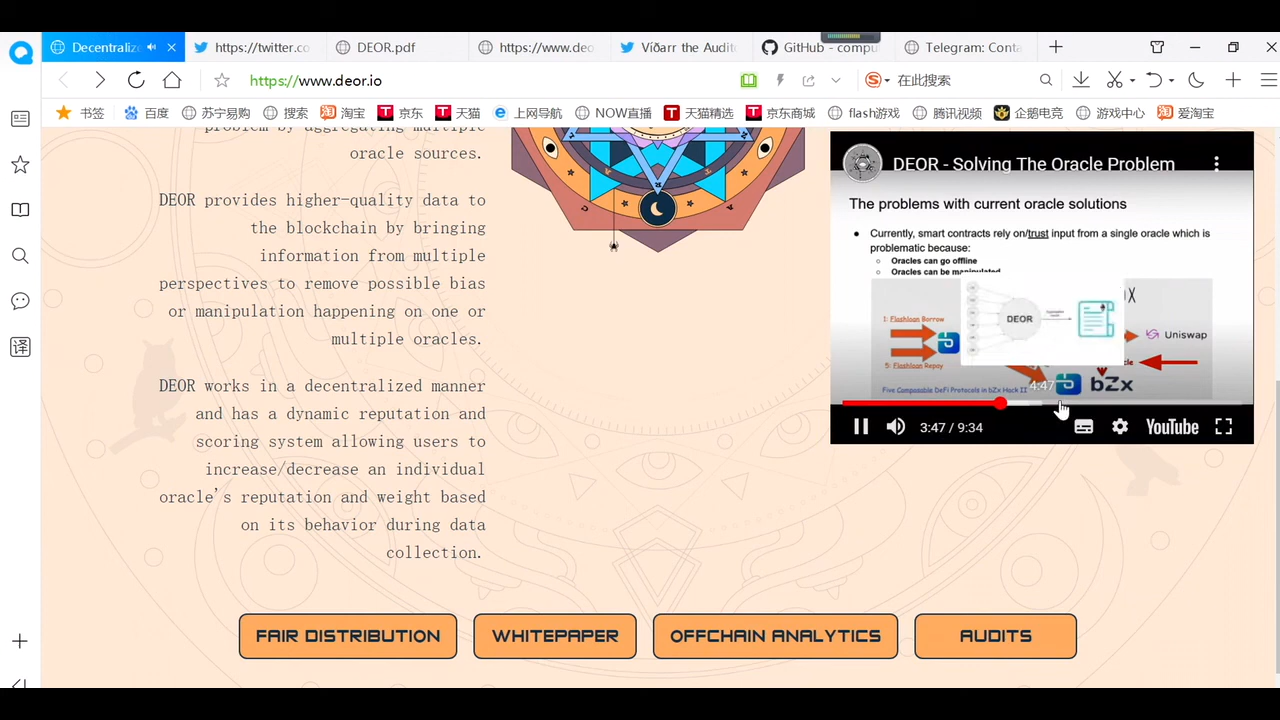 Decentraliz
https://twitter.co
DEOR.pdf
https://www.deo
Víðarr the Audit
GitHub - compu
Telegram: Conta
https://www.deor.io
在此搜索
书签
百度
苏宁易购
搜索
淘宝
京东
天猫
上网导航
NOW直播
天猫精选
京东商城
flash游戏
腾讯视频
企鹅电竞
游戏中心
爱淘宝
译
problem by aggregating multiple
oracle sources.
DEOR provides higher-quality data to
the blockchain by bringing
information from multiple
perspectives to remove possible bias
or manipulation happening on one or
multiple oracles.
DEOR works in a decentralized manner
and has a dynamic reputation and
scoring system allowing users to
increase/decrease an individual
oracle's reputation and weight based
on its behavior during data
collection.
DEOR - Solving The Oracle Problem
The problems with current oracle solutions
Currently, smart contracts rely on/trust input from a single oracle which is
problematic because:
Oracles can go offline
Oracles can be manipulated
1: Flashloan Borrow
5: Flashloan Repay
DEOR
X
Uniswap
4:47
bZx
Five Composable DeFi Protocols in bZx Hack II
3:47 / 9:34
YouTube
FAIR DISTRIBUTION
WHITEPAPER
OFFCHAIN ANALYTICS
AUDITS